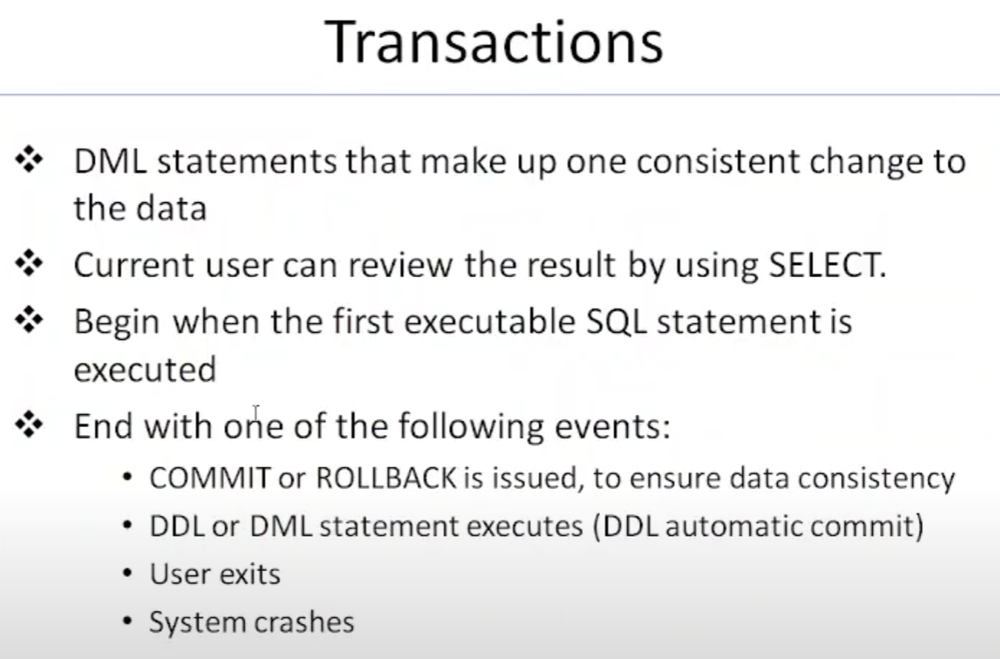 Transactions
DML statements that make up one consistent change to
the data
Current user can review the result by using SELECT.
Begin when the first executable SQL statement is
executed
End with one of the following events:
COMMIT or ROLLBACK is issued, to ensure data consistency
DDL or DML statement executes (DDL automatic commit)
User exits
System crashes